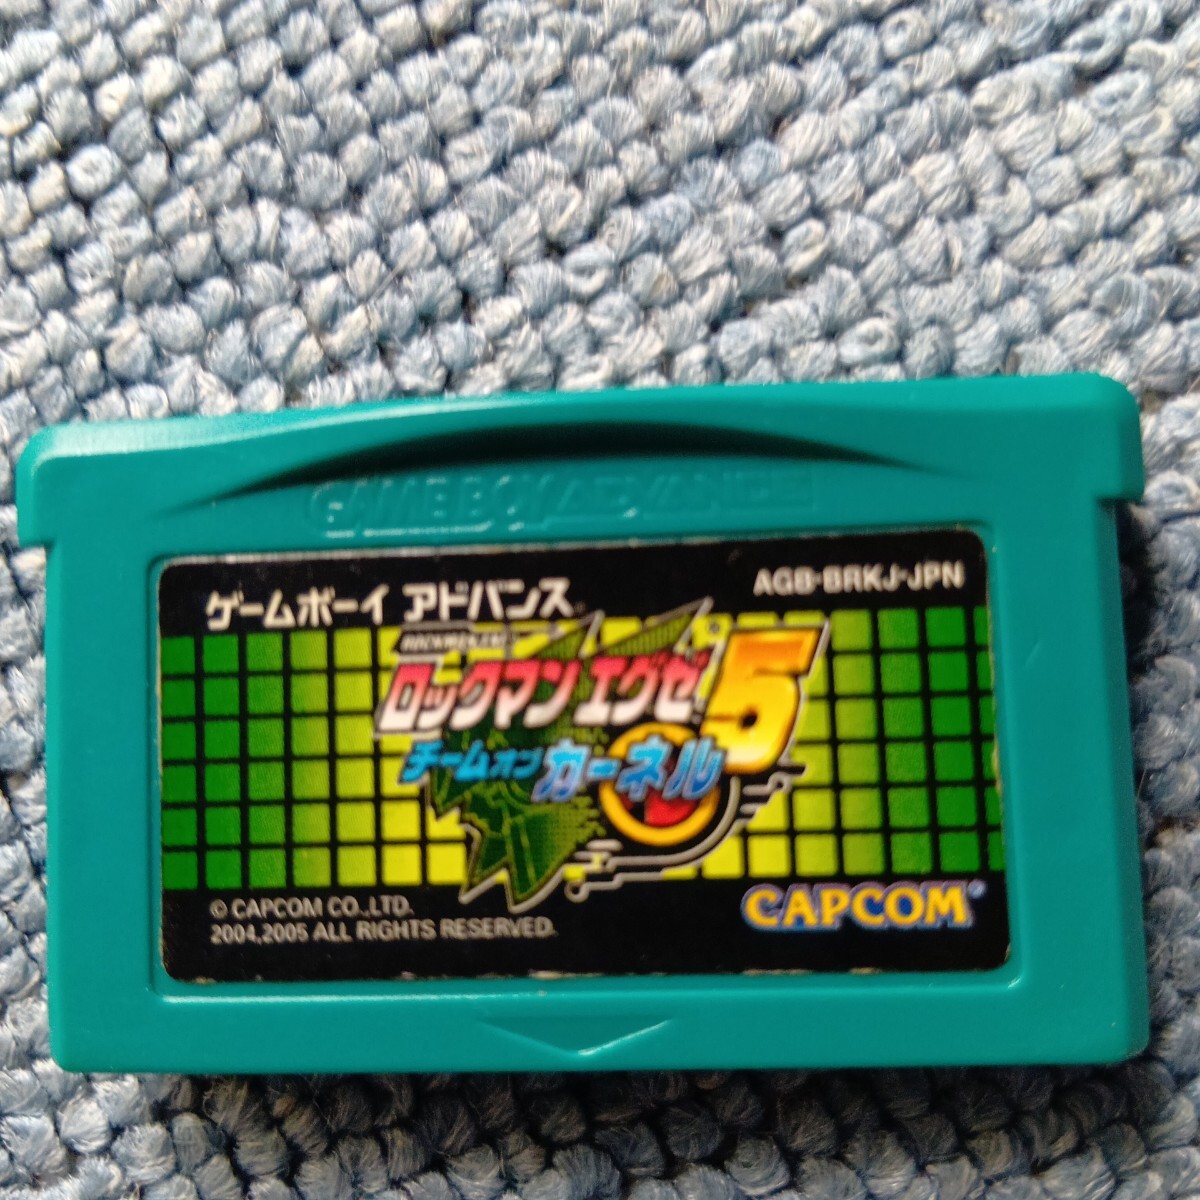 GAME BOY ADVANCE
ゲームボーイ アドバンス
AGB-BRKJ-JPN
ロックマン エグゼ 5
チーム オブ カーネル
© CAPCOM CO.,LTD.
2004,2005 ALL RIGHTS RESERVED.
CAPCOM